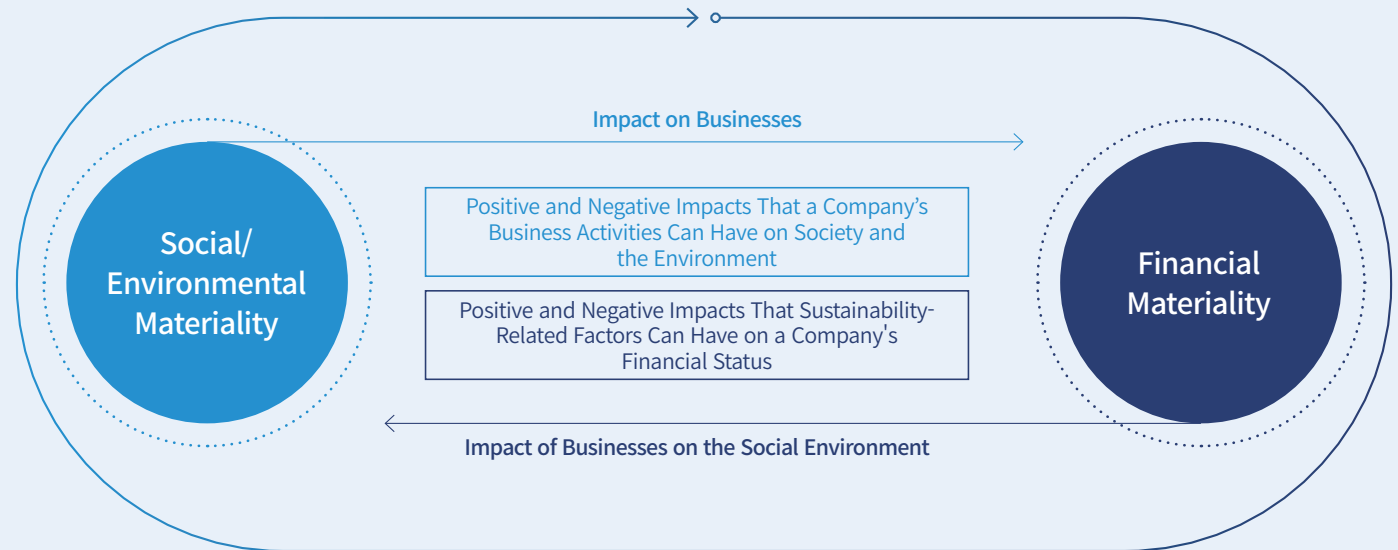 Impact on Businesses
Social/
Environmental
Materiality
Positive and Negative Impacts That a Company’s
Business Activities Can Have on Society and
the Environment
Positive and Negative Impacts That Sustainability-
Related Factors Can Have on a Company's
Financial Status
Financial
Materiality
Impact of Businesses on the Social Environment